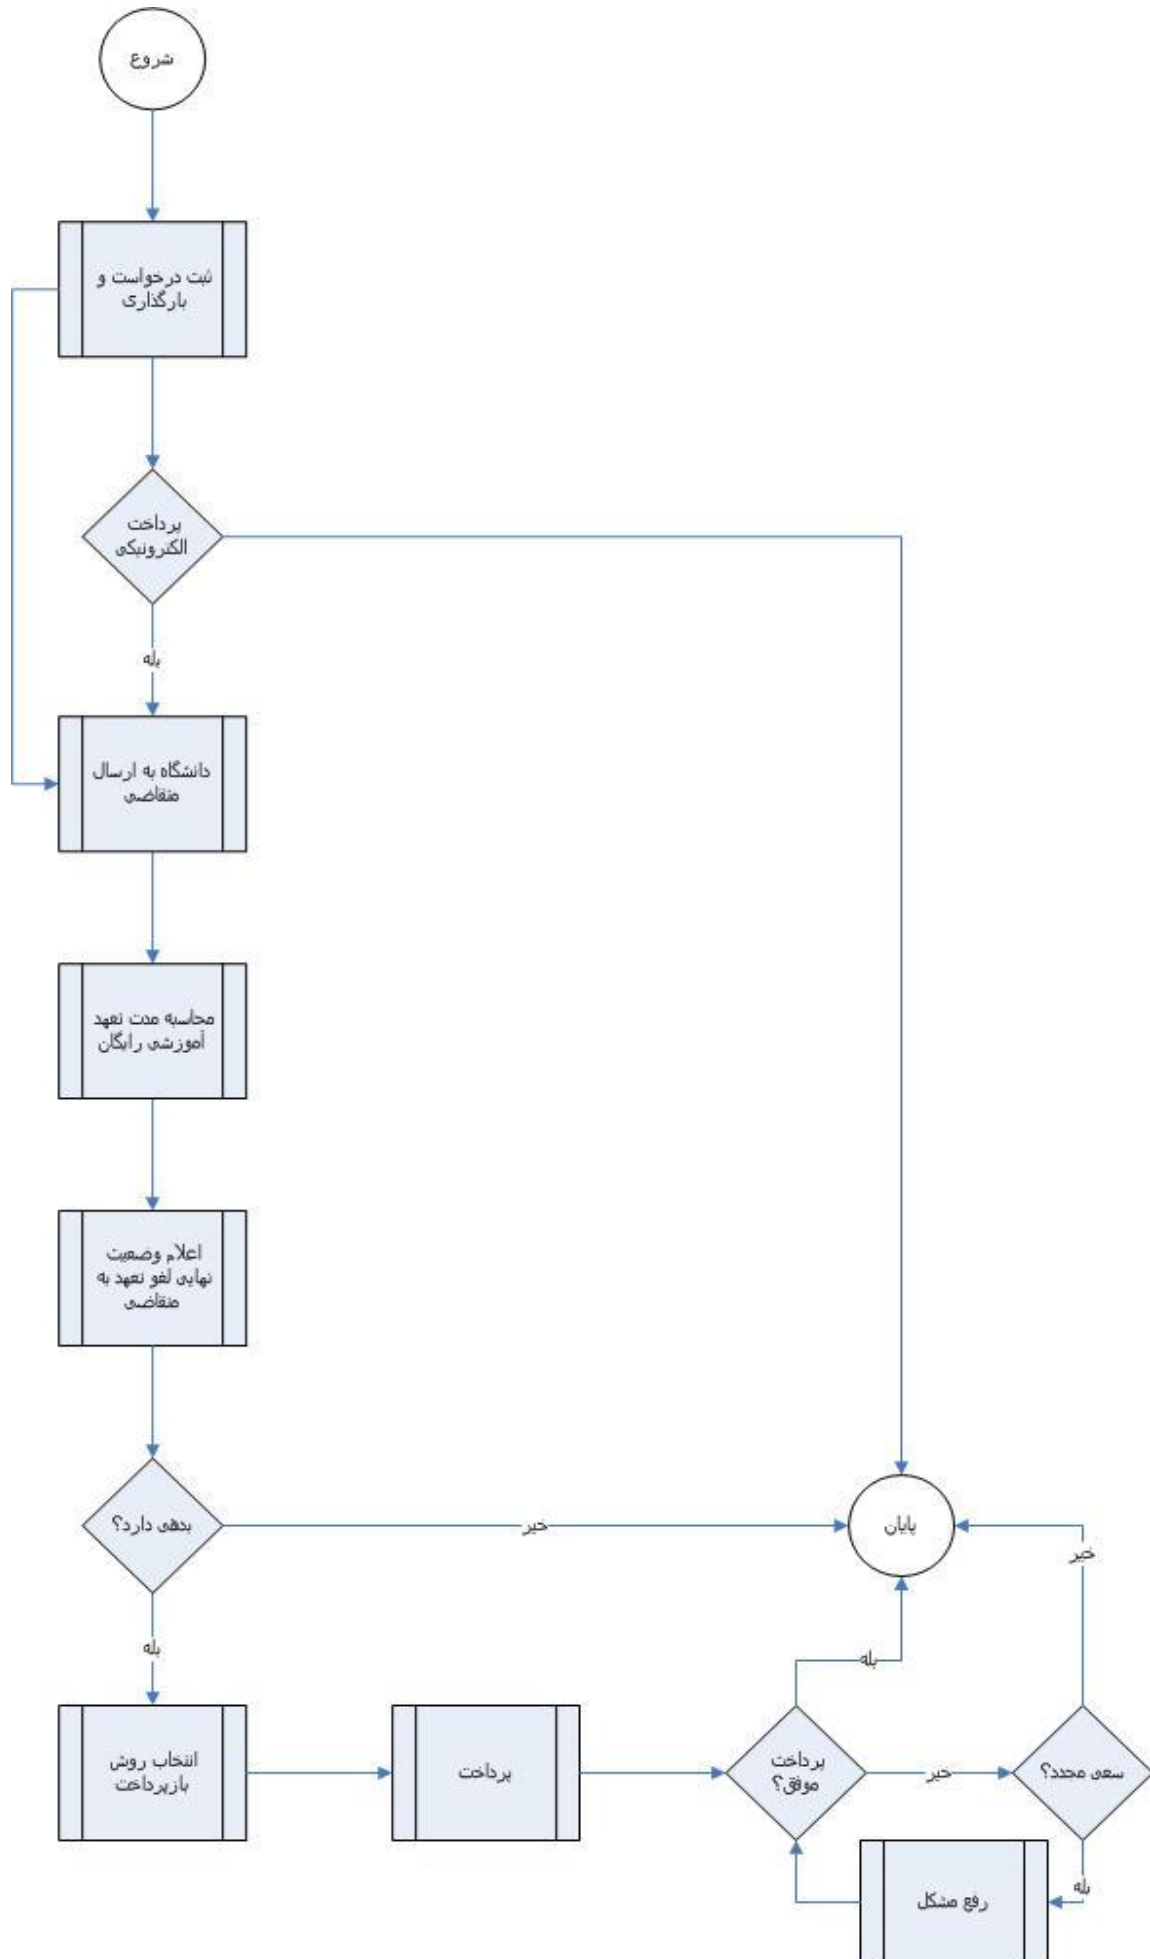 شروع
ثبت درخواست و
بارگذاری
پرداخت
الکترونیکی
بله
دانشگاه به ارسال
متقاضی
محاسبه مدت تعهد
آموزشی رایگان
اعلام وضعیت
نهایی لغو تعهد به
متقاضی
بدهی دارد؟
خیر
پایان
خیر
بله
بله
انتخاب روش
بازپرداخت
پرداخت
پرداخت
موفق؟
خیر
سعی مجدد؟
بله
رفع مشکل